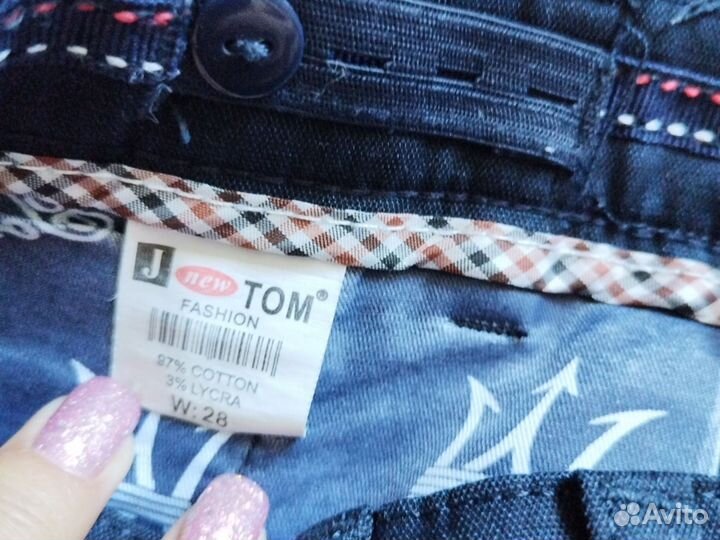 J new TOM®
FASHION
97% COTTON
3% LYCRA
W: 28
Avito